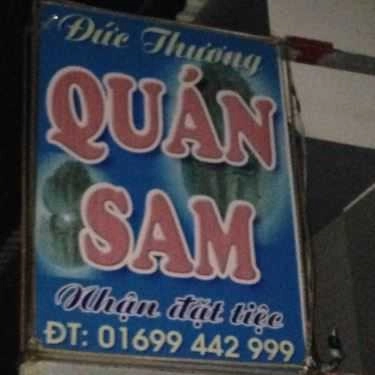 Đức Thương
QUÁN
SAM
Nhận đặt tiệc
ĐT: 01699 442 999